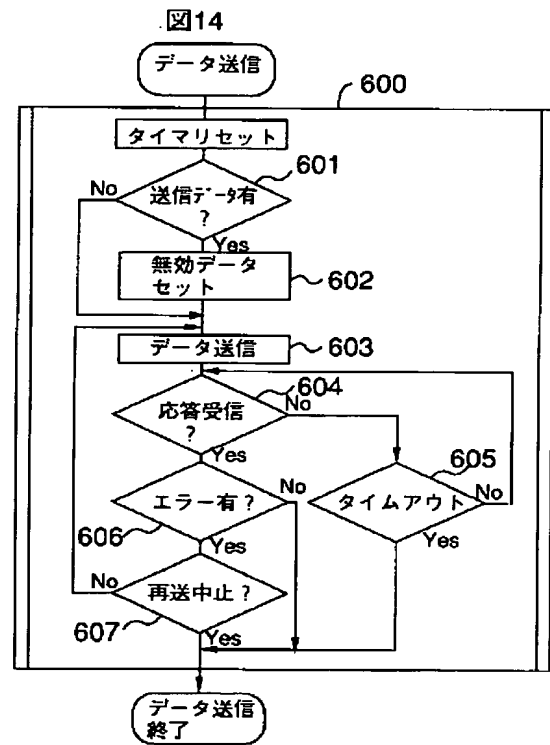 図14
データ送信
600
タイマリセット
601
No
送信データ有
?
Yes
無効データ
セット
602
データ送信
603
604
応答受信
?
No
Yes
605
タイムアウト
No
Yes
エラー有?
No
606
Yes
No
再送中止?
607
Yes
データ送信
終了